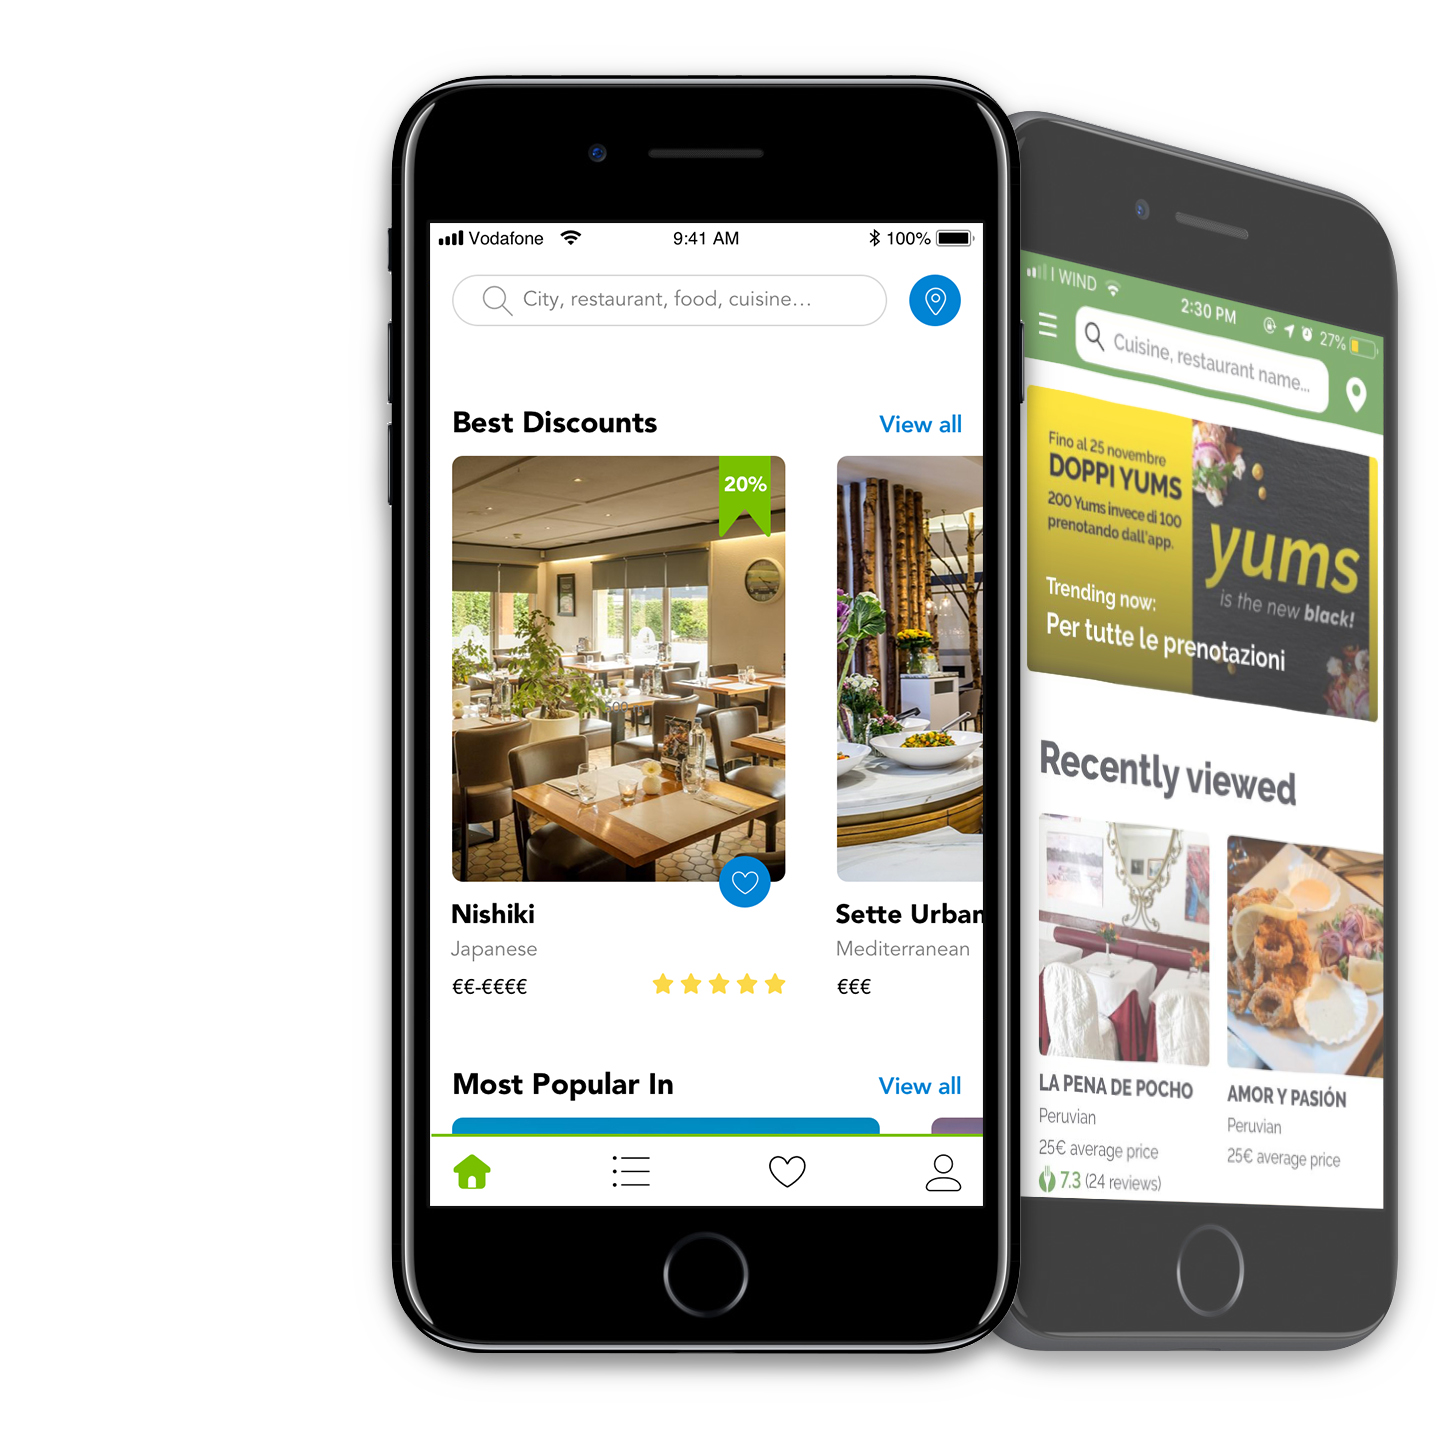 Vodafone
9:41 AM
100%
City, restaurant, food, cuisine...
Best Discounts
View all
20%
Nishiki
Japanese
€€-€€€€
Sette Urban
Mediterranean
€€€
Most Popular In
View all
I WIND
2:30 PM
27%
Cuisine, restaurant name...
Fino al 25 novembre
DOPPI YUMS
200 Yums invece di 100
prenotando dall'app.
yums
is the new black!
Trending now:
Per tutte le prenotazioni
Recently viewed
LA PENA DE POCHO
Peruvian
25€ average price
7.3 (24 reviews)
AMOR Y PASIÓN
Peruvian
25€ average price